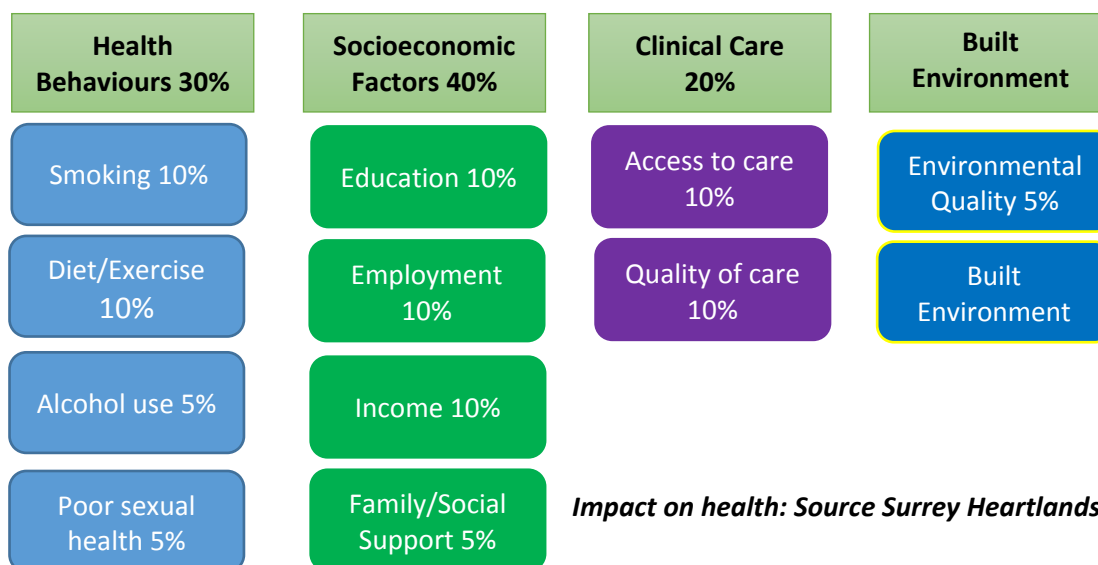 Health
Behaviours 30%
Smoking 10%
Diet/Exercise
10%
Alcohol use 5%
Poor sexual
health 5%
Socioeconomic
Factors 40%
Education 10%
Employment
10%
Income 10%
Family/Social
Support 5%
Clinical Care
20%
Access to care
10%
Quality of care
10%
Built
Environment
Environmental
Quality 5%
Built
Environment
Impact on health: Source Surrey Heartlands